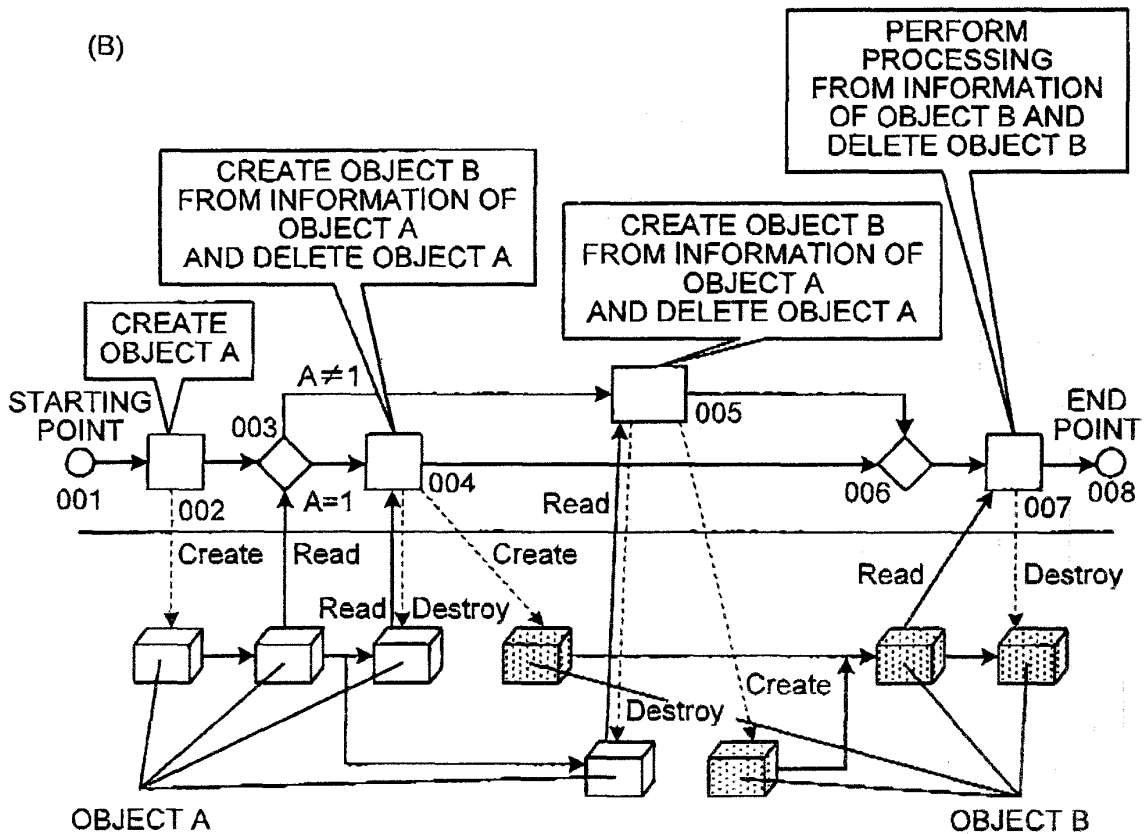 (B)
PERFORM
PROCESSING
FROM INFORMATION
OF OBJECT B AND
DELETE OBJECT B
CREATE OBJECT B
FROM INFORMATION OF
OBJECT A
AND DELETE OBJECT A
CREATE OBJECT B
FROM INFORMATION OF
OBJECT A
AND DELETE OBJECT A
CREATE
OBJECT A
STARTING
POINT
A≠1
END
POINT
003
005
001
002
A=1
004
Read
006
007
008
Create
Read
Create
Read
Destroy
Read
Destroy
Create
Destroy
OBJECT A
OBJECT B